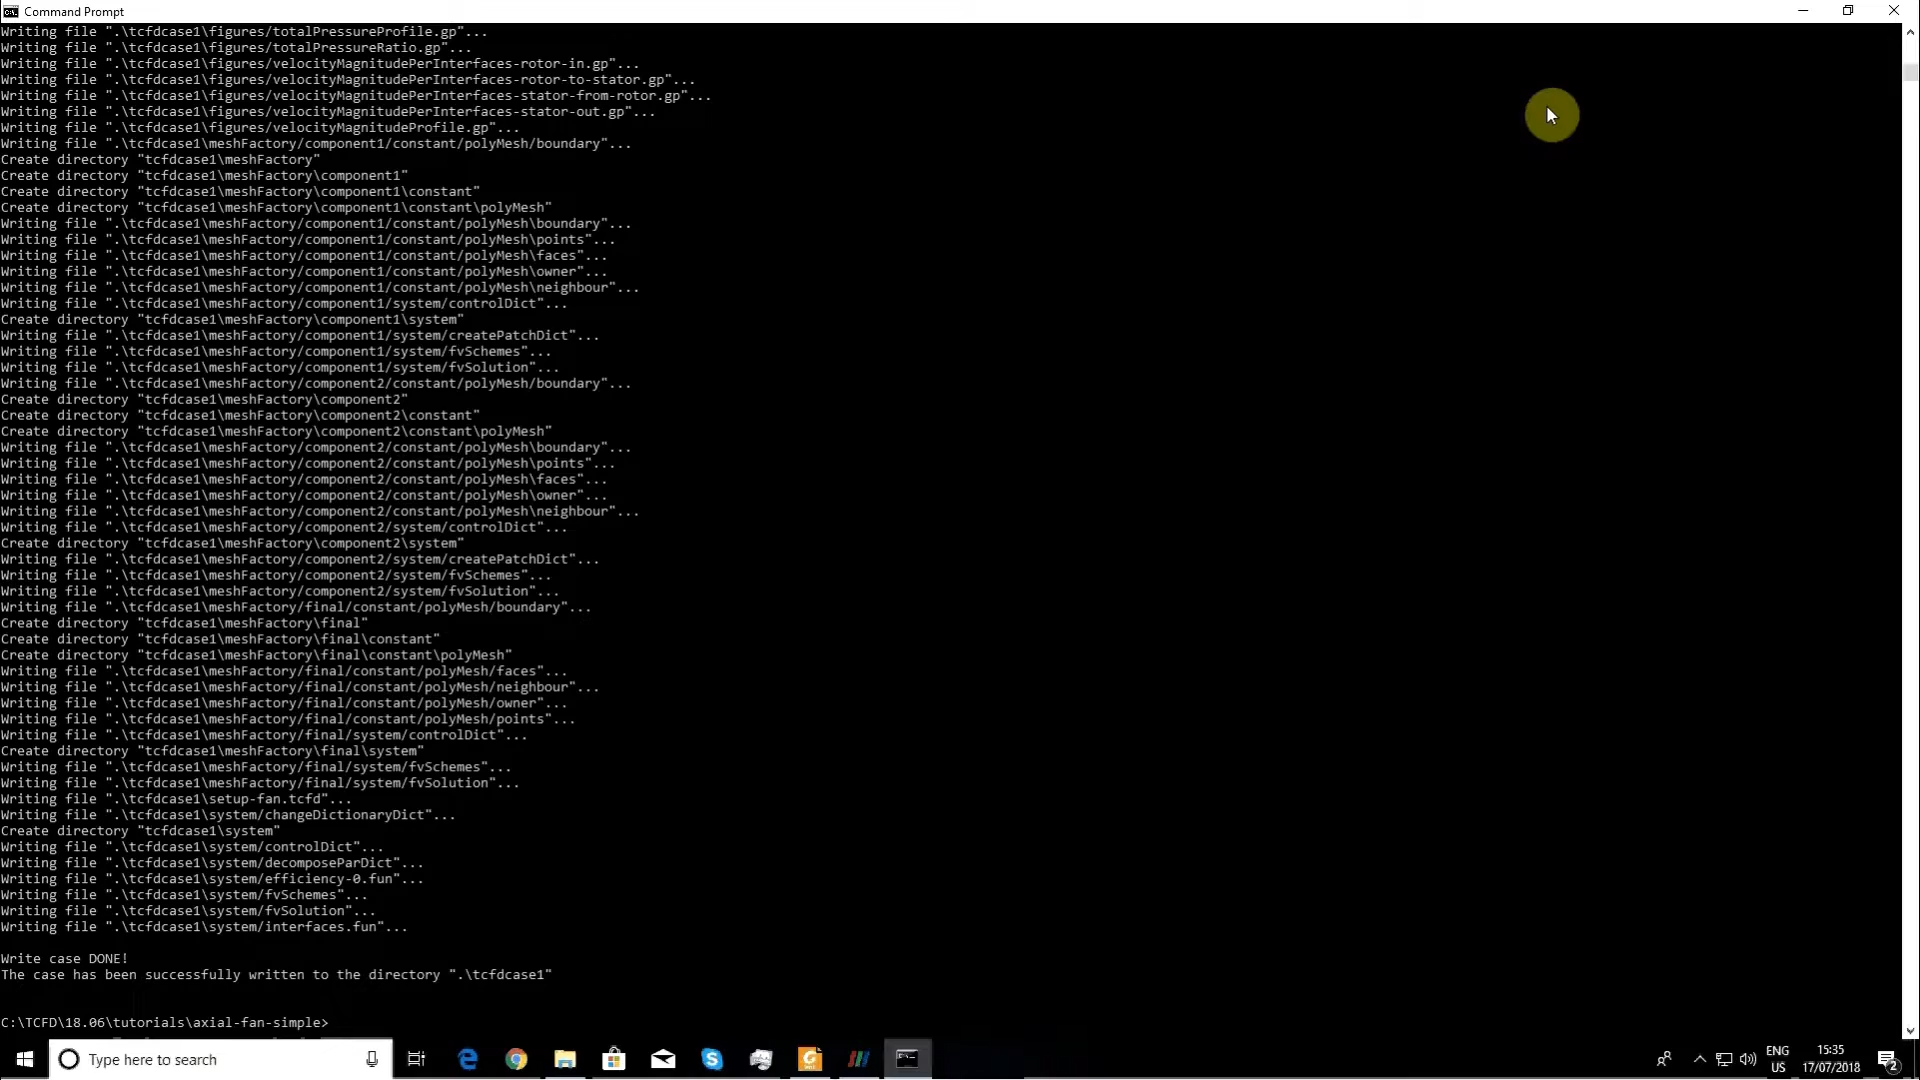 Command Prompt
Writing file ".\tcfdcase1\figures/totalPressureProfile.gp"...
Writing file ".\tcfdcase1\figures/totalPressureRatio.gp"...
Writing file ".\tcfdcase1\figures/velocityMagnitudePerInterfaces-rotor-in.gp"...
Writing file ".\tcfdcase1\figures/velocityMagnitudePerInterfaces-rotor-to-stator.gp"...
Writing file ".\tcfdcase1\figures/velocityMagnitudePerInterfaces-stator-from-rotor.gp"...
Writing file ".\tcfdcase1\figures/velocityMagnitudePerInterfaces-stator-out.gp"...
Writing file ".\tcfdcase1\figures/velocityMagnitudeProfile.gp"...
Writing file ".\tcfdcase1\meshFactory/component1/constant/polyMesh/boundary"...
Create directory "tcfdcase1\meshFactory"
Create directory "tcfdcase1\meshFactory\component1"
Create directory "tcfdcase1\meshFactory\component1\constant"
Create directory "tcfdcase1\meshFactory\component1\constant\polyMesh"
Writing file ".\tcfdcase1\meshFactory/component1/constant/polyMesh\boundary"...
Writing file ".\tcfdcase1\meshFactory/component1/constant/polyMesh\points"...
Writing file ".\tcfdcase1\meshFactory/component1/constant/polyMesh\faces"...
Writing file ".\tcfdcase1\meshFactory/component1/constant/polyMesh\owner"...
Writing file ".\tcfdcase1\meshFactory/component1/constant/polyMesh\neighbour"...
Writing file ".\tcfdcase1\meshFactory/component1/system/controlDict"...
Create directory "tcfdcase1\meshFactory\component1\system"
Writing file ".\tcfdcase1\meshFactory/component1/system/createPatchDict"...
Writing file ".\tcfdcase1\meshFactory/component1/system/fvSchemes"...
Writing file ".\tcfdcase1\meshFactory/component1/system/fvSolution"...
Writing file ".\tcfdcase1\meshFactory/component2/constant/polyMesh/boundary"...
Create directory "tcfdcase1\meshFactory\component2"
Create directory "tcfdcase1\meshFactory\component2\constant"
Create directory "tcfdcase1\meshFactory\component2\constant\polyMesh"
Writing file ".\tcfdcase1\meshFactory/component2/constant/polyMesh\boundary"...
Writing file ".\tcfdcase1\meshFactory/component2/constant/polyMesh\points"...
Writing file ".\tcfdcase1\meshFactory/component2/constant/polyMesh\faces"...
Writing file ".\tcfdcase1\meshFactory/component2/constant/polyMesh\owner"...
Writing file ".\tcfdcase1\meshFactory/component2/constant/polyMesh\neighbour"...
Writing file ".\tcfdcase1\meshFactory/component2/system/controlDict"...
Create directory "tcfdcase1\meshFactory\component2\system"
Writing file ".\tcfdcase1\meshFactory/component2/system/createPatchDict"...
Writing file ".\tcfdcase1\meshFactory/component2/system/fvSchemes"...
Writing file ".\tcfdcase1\meshFactory/component2/system/fvSolution"...
Writing file ".\tcfdcase1\meshFactory/final/constant/polyMesh/boundary"...
Create directory "tcfdcase1\meshFactory\final"
Create directory "tcfdcase1\meshFactory\final\constant"
Create directory "tcfdcase1\meshFactory\final\constant\polyMesh"
Writing file ".\tcfdcase1\meshFactory/final/constant/polyMesh/faces"...
Writing file ".\tcfdcase1\meshFactory/final/constant/polyMesh/neighbour"...
Writing file ".\tcfdcase1\meshFactory/final/constant/polyMesh/owner"...
Writing file ".\tcfdcase1\meshFactory/final/constant/polyMesh/points"...
Writing file ".\tcfdcase1\meshFactory/final/system/controlDict"...
Create directory "tcfdcase1\meshFactory\final\system"
Writing file ".\tcfdcase1\meshFactory/final/system/fvSchemes"...
Writing file ".\tcfdcase1\meshFactory/final/system/fvSolution"...
Writing file ".\tcfdcase1\setup-fan.tcfd"...
Writing file ".\tcfdcase1\system/changeDictionaryDict"...
Create directory "tcfdcase1\system"
Writing file ".\tcfdcase1\system/controlDict"...
Writing file ".\tcfdcase1\system/decomposeParDict"...
Writing file ".\tcfdcase1\system/efficiency-0.fun"...
Writing file ".\tcfdcase1\system/fvSchemes"...
Writing file ".\tcfdcase1\system/fvSolution"...
Writing file ".\tcfdcase1\system/interfaces.fun"...
Write case DONE!
The case has been successfully written to the directory ".\tcfdcase1"
C:\TCFD\18.06\tutorials\axial-fan-simple>
Type here to search
ENG
US
15:35
17/07/2018
2